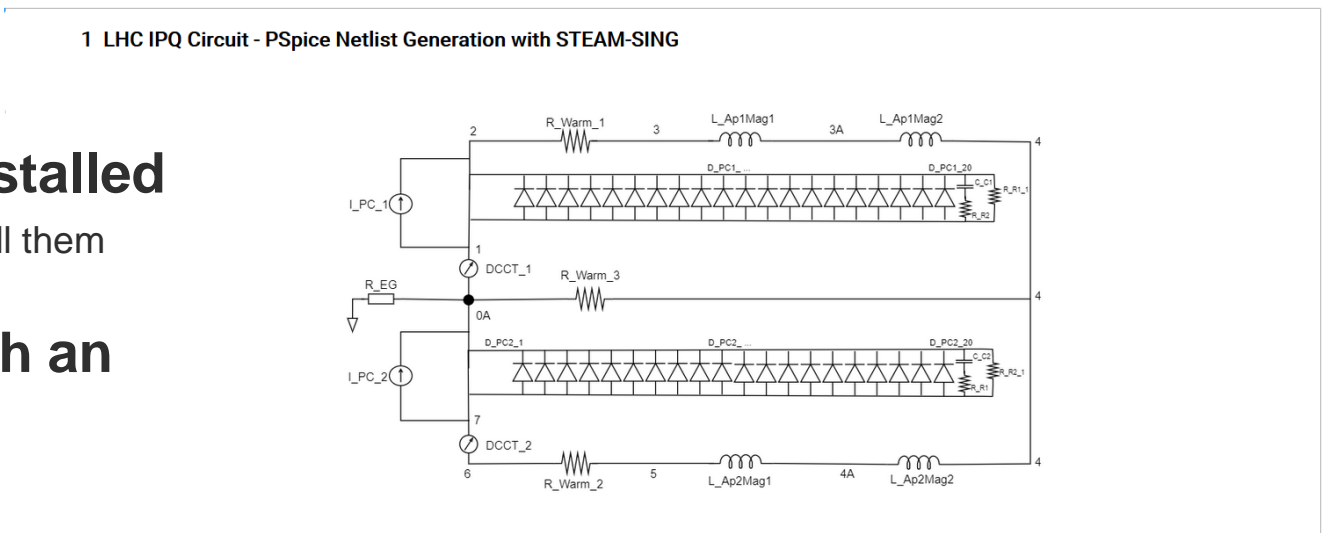 1 LHC IPQ Circuit - PSpice Netlist Generation with STEAM-SING
stalled
ll them
h an
2
R_Warm_1
3
L_Ap1Mag1
3A
L_Ap1Mag2
4
D_PC1_ ...
D_PC1_20
C_C1
R_R1_1
R_R2
I_PC_1
1
DCCT_1
R_EG
R_Warm_3
4
0A
D_PC2_1
D_PC2_ ...
D_PC2_20
C_C2
R_R2_1
R_R1
I_PC_2
7
DCCT_2
6
R_Warm_2
5
L_Ap2Mag1
4A
L_Ap2Mag2
4